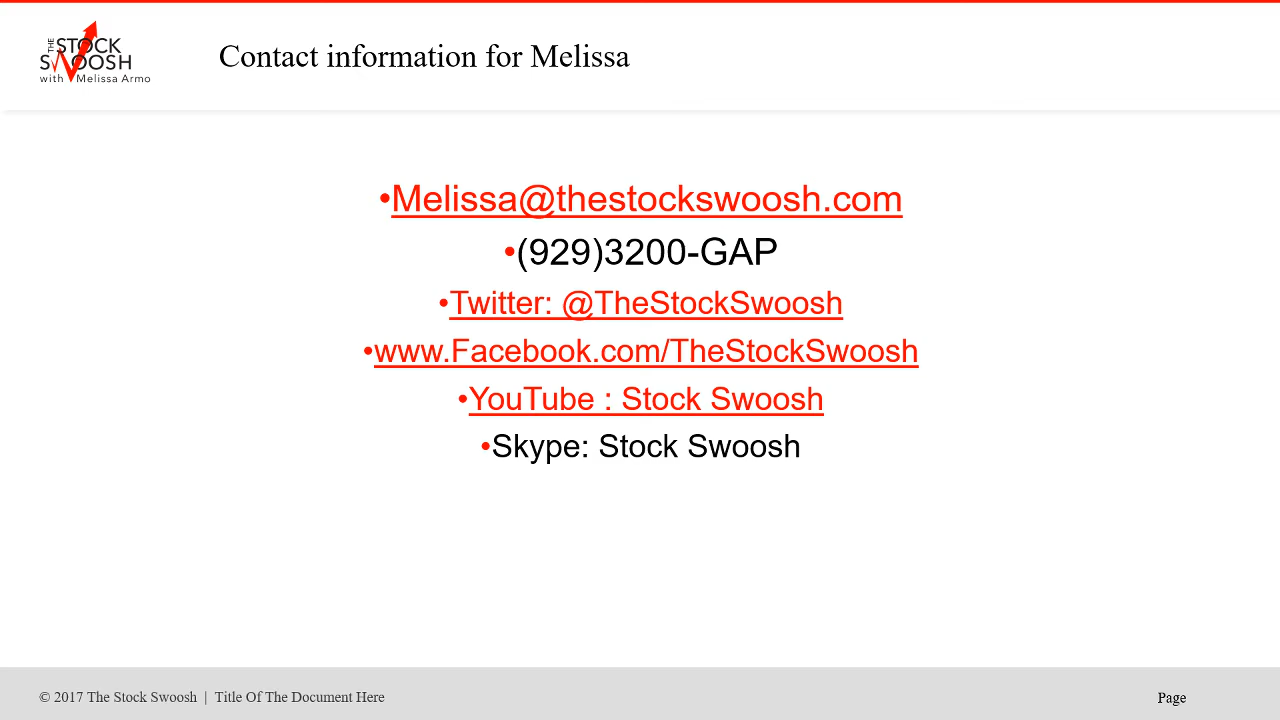 THE STOCK
SWOOSH
with Melissa Armo
Contact information for Melissa
•Melissa@thestockswoosh.com
•(929)3200-GAP
•Twitter: @TheStockSwoosh
•www.Facebook.com/TheStockSwoosh
•YouTube : Stock Swoosh
•Skype: Stock Swoosh
© 2017 The Stock Swoosh | Title Of The Document Here
Page